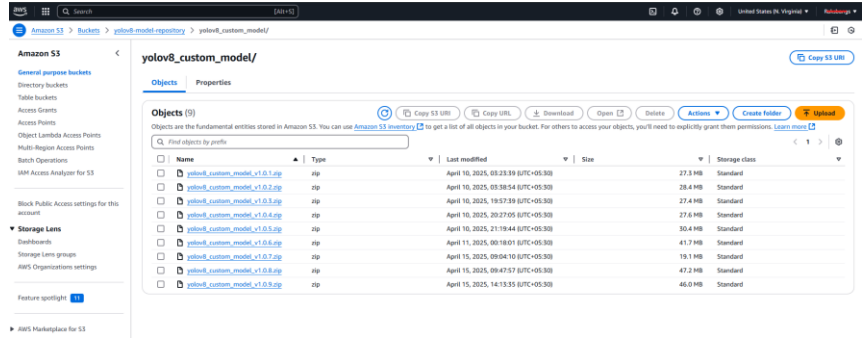 aws
Search [Alt+S]
United States (N. Virginia)
Amazon S3 > Buckets > yolov8-model-repository > yolov8_custom_model/
Amazon S3
General purpose buckets
Directory buckets
Table buckets
Access Grants
Access Points
Object Lambda Access Points
Multi-Region Access Points
Batch Operations
IAM Access Analyzer for S3
Block Public Access settings for this
account
Storage Lens
Dashboards
Storage Lens groups
AWS Organizations settings
Feature spotlight 11
AWS Marketplace for S3
yolov8_custom_model/
Copy S3 URI
Objects Properties
Objects (9)
Copy S3 URI Copy URL Download Open Delete Actions Create folder Upload
Objects are the fundamental entities stored in Amazon S3. You can use Amazon S3 inventory to get a list of all objects in your bucket. For others to access your objects, you'll need to explicitly grant them permissions. Learn more
Find objects by prefix
1
Name Type Last modified Size Storage class
yolov8_custom_model_v1.0.1.zip zip April 10, 2025, 03:23:39 (UTC+05:30) 27.3 MB Standard
yolov8_custom_model_v1.0.2.zip zip April 10, 2025, 03:38:54 (UTC+05:30) 28.4 MB Standard
yolov8_custom_model_v1.0.3.zip zip April 10, 2025, 19:57:39 (UTC+05:30) 27.4 MB Standard
yolov8_custom_model_v1.0.4.zip zip April 10, 2025, 20:27:05 (UTC+05:30) 27.6 MB Standard
yolov8_custom_model_v1.0.5.zip zip April 10, 2025, 21:19:44 (UTC+05:30) 30.4 MB Standard
yolov8_custom_model_v1.0.6.zip zip April 11, 2025, 00:18:01 (UTC+05:30) 41.7 MB Standard
yolov8_custom_model_v1.0.7.zip zip April 15, 2025, 09:04:10 (UTC+05:30) 19.1 MB Standard
yolov8_custom_model_v1.0.8.zip zip April 15, 2025, 09:47:57 (UTC+05:30) 47.2 MB Standard
yolov8_custom_model_v1.0.9.zip zip April 15, 2025, 14:13:35 (UTC+05:30) 46.0 MB Standard